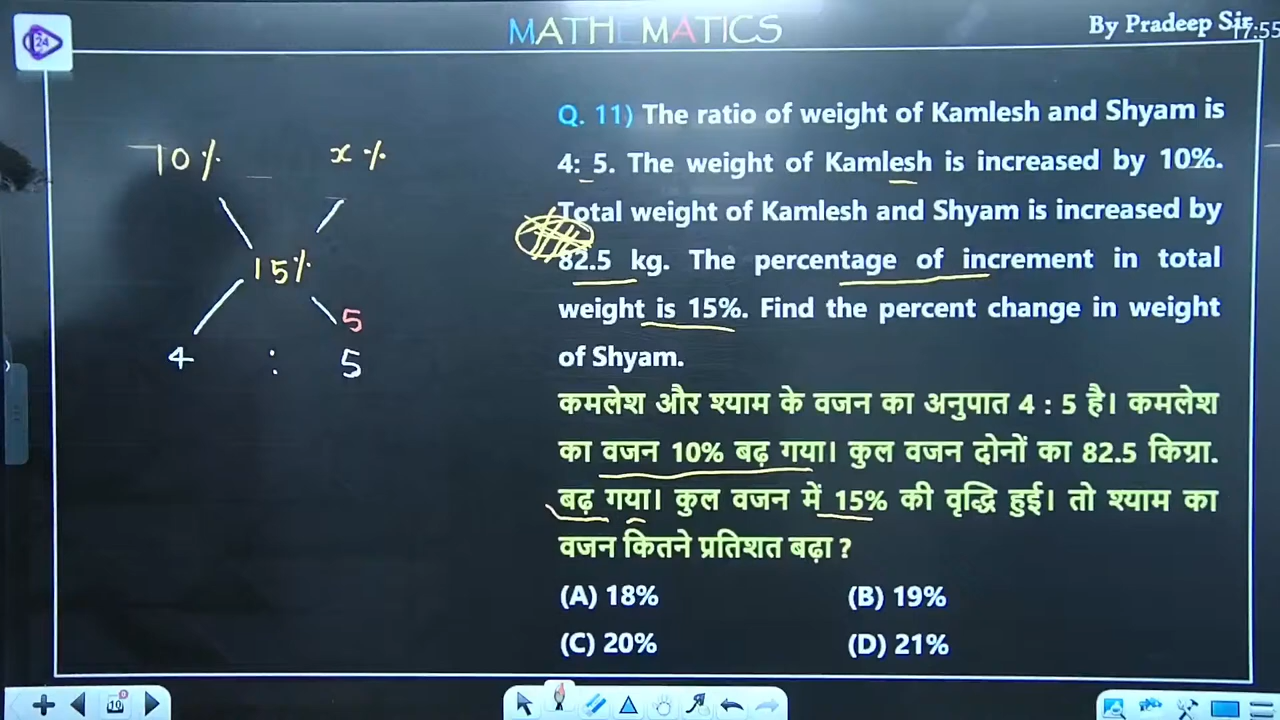 MATHEMATICS
By Pradeep Sir
17:55
24
10% x%
15%
5
4 : 5
Q. 11) The ratio of weight of Kamlesh and Shyam is
4: 5. The weight of Kamlesh is increased by 10%.
Total weight of Kamlesh and Shyam is increased by
82.5 kg. The percentage of increment in total
weight is 15%. Find the percent change in weight
of Shyam.
कमलेश और श्याम के वजन का अनुपात 4 : 5 है। कमलेश
का वजन 10% बढ़ गया। कुल वजन दोनों का 82.5 किग्रा.
बढ़ गया। कुल वजन में 15% की वृद्धि हुई। तो श्याम का
वजन कितने प्रतिशत बढ़ा ?
(A) 18% (B) 19%
(C) 20% (D) 21%